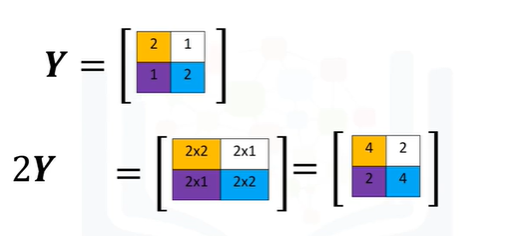 Y = [ 2 1
1 2 ]
2Y = [ 2x2 2x1
2x1 2x2 ] = [ 4 2
2 4 ]